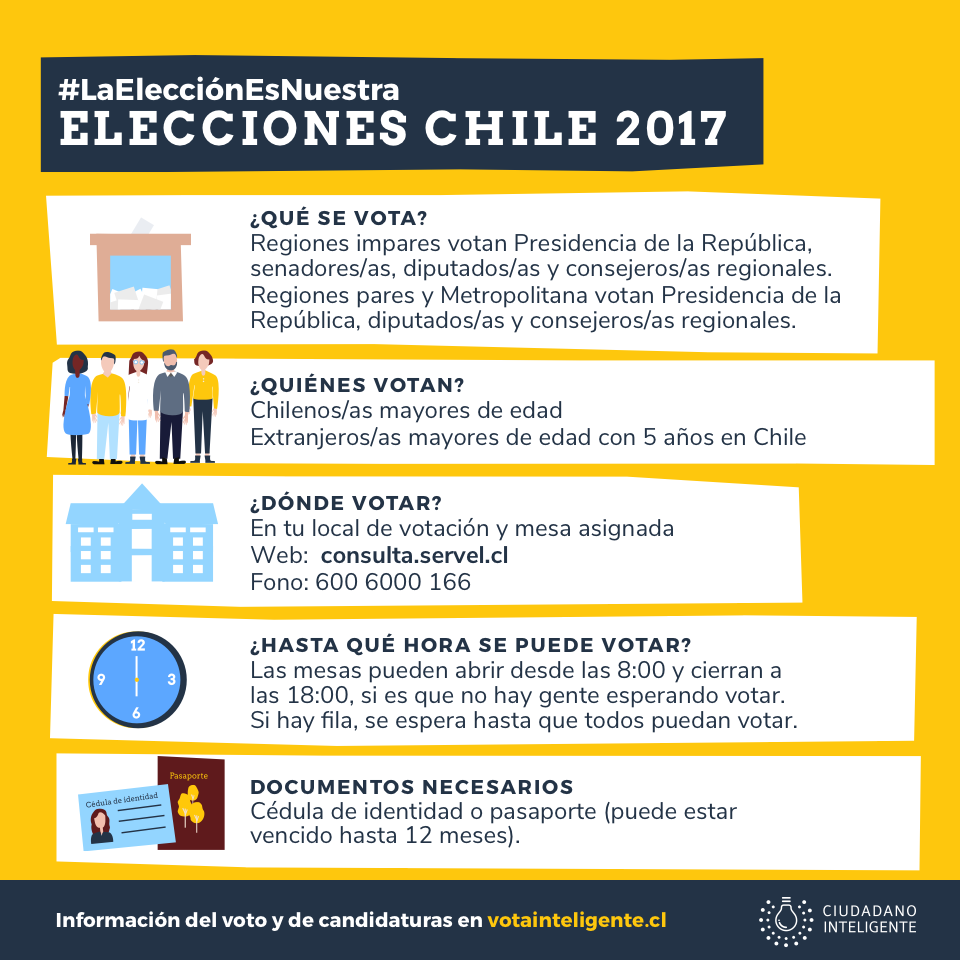 #LaElecciónEsNuestra
ELECCIONES CHILE 2017
¿QUÉ SE VOTA?
Regiones impares votan Presidencia de la República,
senadores/as, diputados/as y consejeros/as regionales.
Regiones pares y Metropolitana votan Presidencia de la
República, diputados/as y consejeros/as regionales.
¿QUIÉNES VOTAN?
Chilenos/as mayores de edad
Extranjeros/as mayores de edad con 5 años en Chile
¿DÓNDE VOTAR?
En tu local de votación y mesa asignada
Web: consulta.servel.cl
Fono: 600 6000 166
12
9
3
6
¿HASTA QUÉ HORA SE PUEDE VOTAR?
Las mesas pueden abrir desde las 8:00 y cierran a
las 18:00, si es que no hay gente esperando votar.
Si hay fila, se espera hasta que todos puedan votar.
Pasaporte
Cédula de identidad
DOCUMENTOS NECESARIOS
Cédula de identidad o pasaporte (puede estar
vencido hasta 12 meses).
Información del voto y de candidaturas en votainteligente.cl
CIUDADANO
INTELIGENTE